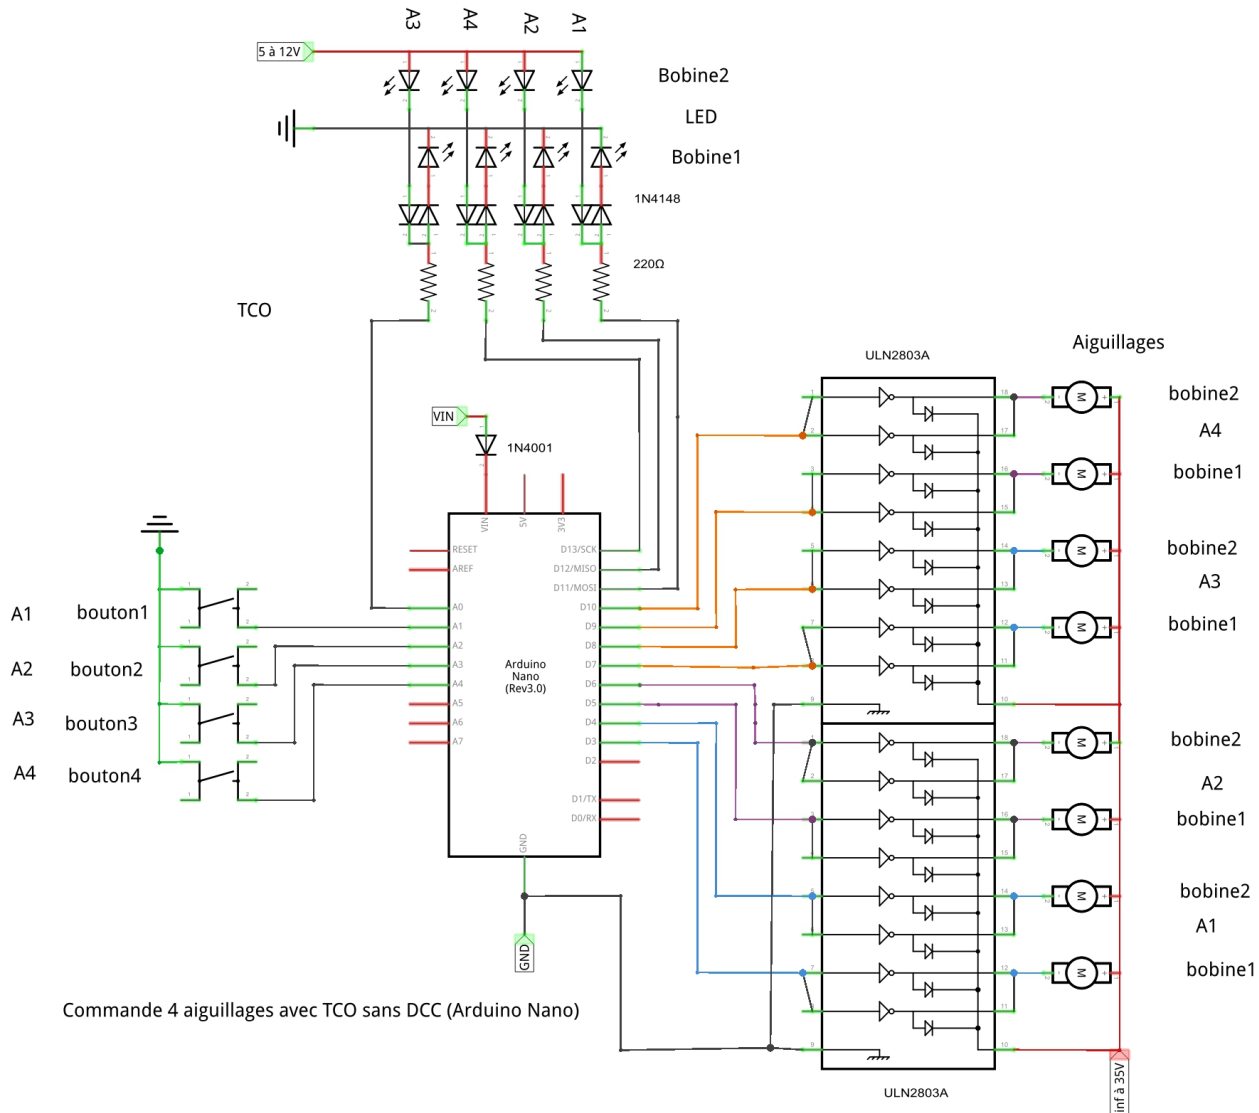 A3 A4 A2 A1
5 à 12V
Bobine2
LED
Bobine1
1N4148
220Ω
TCO
Aiguillages
ULN2803A
VIN
1N4001
bobine2
A4
bobine1
bobine2
A3
bobine1
VIN 5V 3V3
RESET D13/SCK
AREF D12/MISO
D11/MOSI
A0 D10
A1 D9
A2 D8
A3 D7
A4 D6
A5 D5
A6 D4
A7 D3
D2
D1/TX
D0/RX
GND
Arduino
Nano
(Rev3.0)
A1 bouton1
A2 bouton2
A3 bouton3
A4 bouton4
M
M
M
M
M
M
M
M
bobine2
A2
bobine1
bobine2
A1
bobine1
GND
Commande 4 aiguillages avec TCO sans DCC (Arduino Nano)
inf à 35V
ULN2803A